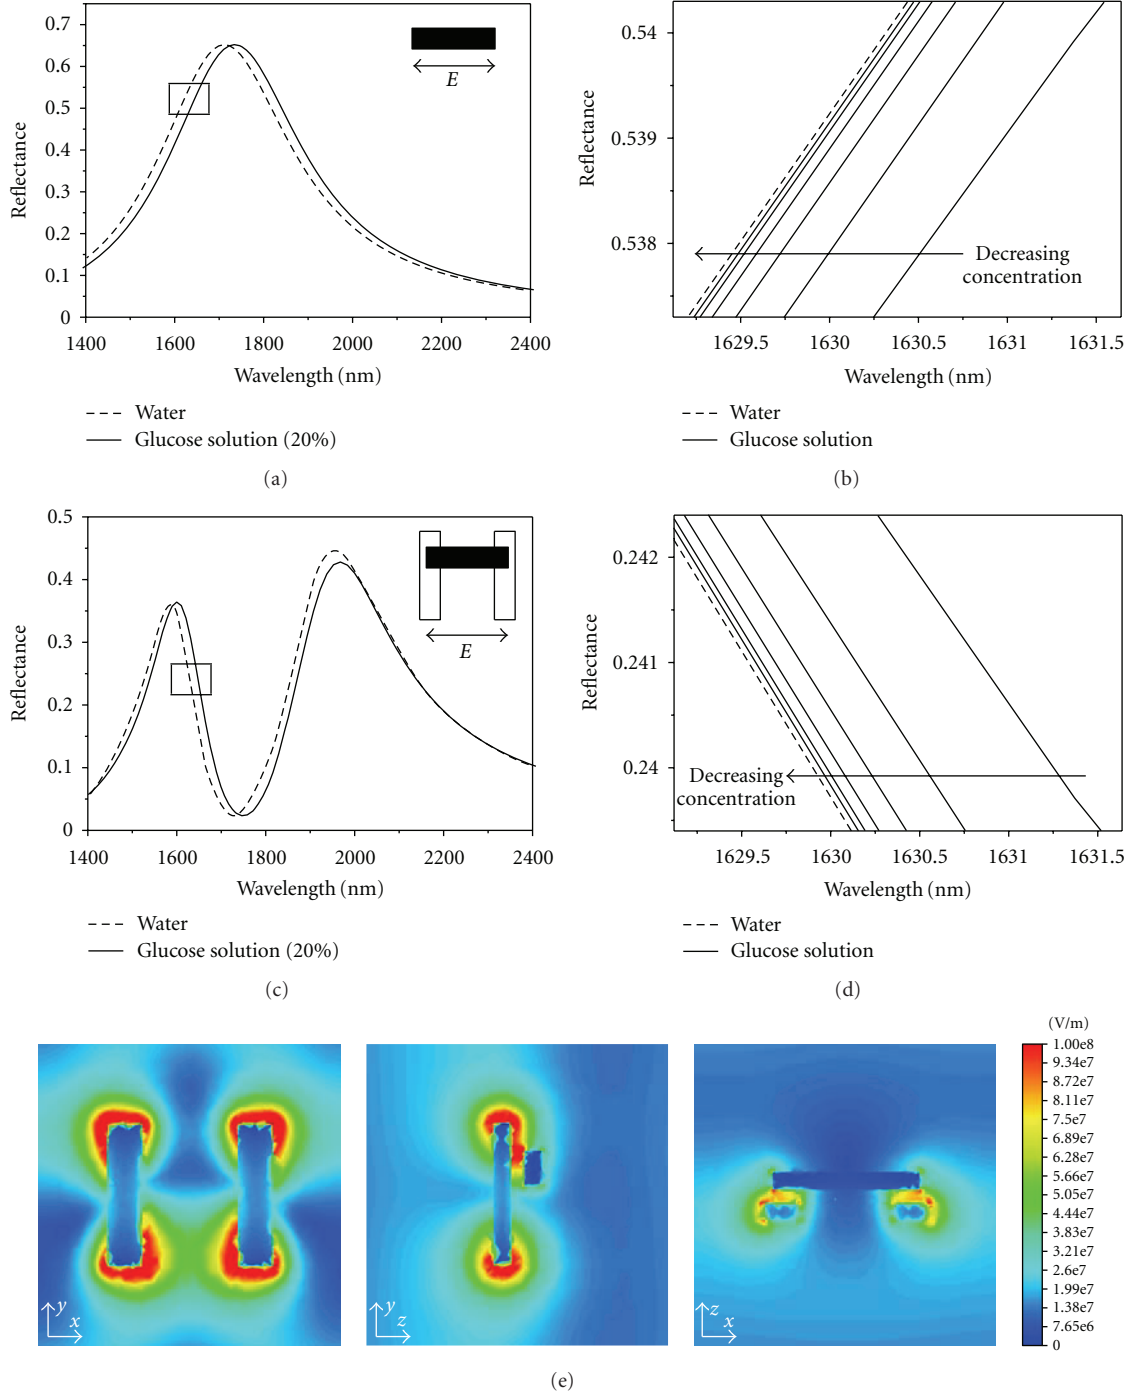 0.7
0.6
0.5
0.4
0.3
0.2
0.1
0
Reflectance
E
1400 1600 1800 2000 2200 2400
Wavelength (nm)
Water
Glucose solution (20%)
(a)
0.54
0.539
0.538
Reflectance
Decreasing
concentration
1629.5 1630 1630.5 1631 1631.5
Wavelength (nm)
Water
Glucose solution
(b)
0.5
0.4
0.3
0.2
0.1
0
Reflectance
E
1400 1600 1800 2000 2200 2400
Wavelength (nm)
Water
Glucose solution (20%)
(c)
0.242
0.241
0.24
Reflectance
Decreasing
concentration
1629.5 1630 1630.5 1631 1631.5
Wavelength (nm)
Water
Glucose solution
(d)
y
x
y
z
z
x
(V/m)
1.00e8
9.34e7
8.72e7
8.11e7
7.5e7
6.89e7
6.28e7
5.66e7
5.05e7
4.44e7
3.83e7
3.21e7
2.6e7
1.99e7
1.38e7
7.65e6
0
(e)